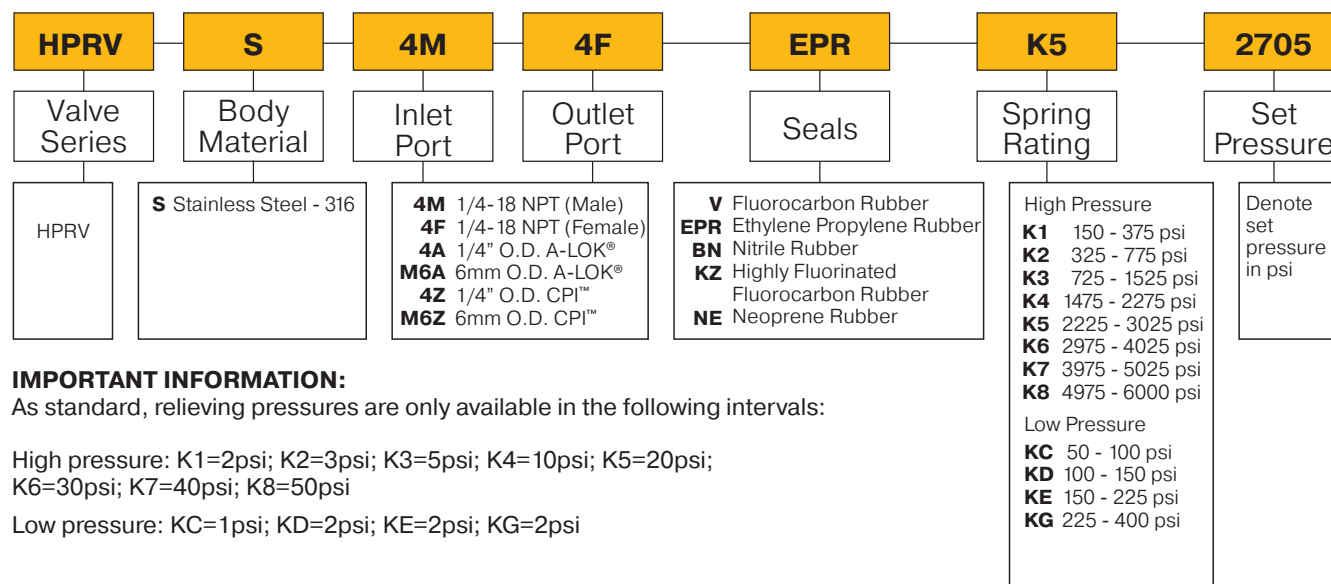 HPRV S 4M 4F EPR K5 2705
Valve Series
Body Material
Inlet Port
Outlet Port
Seals
Spring Rating
Set Pressure
HPRV
S Stainless Steel - 316
4M 1/4-18 NPT (Male)
4F 1/4-18 NPT (Female)
4A 1/4” O.D. A-LOK®
M6A 6mm O.D. A-LOK®
4Z 1/4” O.D. CPI™
M6Z 6mm O.D. CPI™
V Fluorocarbon Rubber
EPR Ethylene Propylene Rubber
BN Nitrile Rubber
KZ Highly Fluorinated
Fluorocarbon Rubber
NE Neoprene Rubber
High Pressure
K1 150 - 375 psi
K2 325 - 775 psi
K3 725 - 1525 psi
K4 1475 - 2275 psi
K5 2225 - 3025 psi
K6 2975 - 4025 psi
K7 3975 - 5025 psi
K8 4975 - 6000 psi
Low Pressure
KC 50 - 100 psi
KD 100 - 150 psi
KE 150 - 225 psi
KG 225 - 400 psi
Denote
set
pressure
in psi
IMPORTANT INFORMATION:
As standard, relieving pressures are only available in the following intervals:
High pressure: K1=2psi; K2=3psi; K3=5psi; K4=10psi; K5=20psi;
K6=30psi; K7=40psi; K8=50psi
Low pressure: KC=1psi; KD=2psi; KE=2psi; KG=2psi